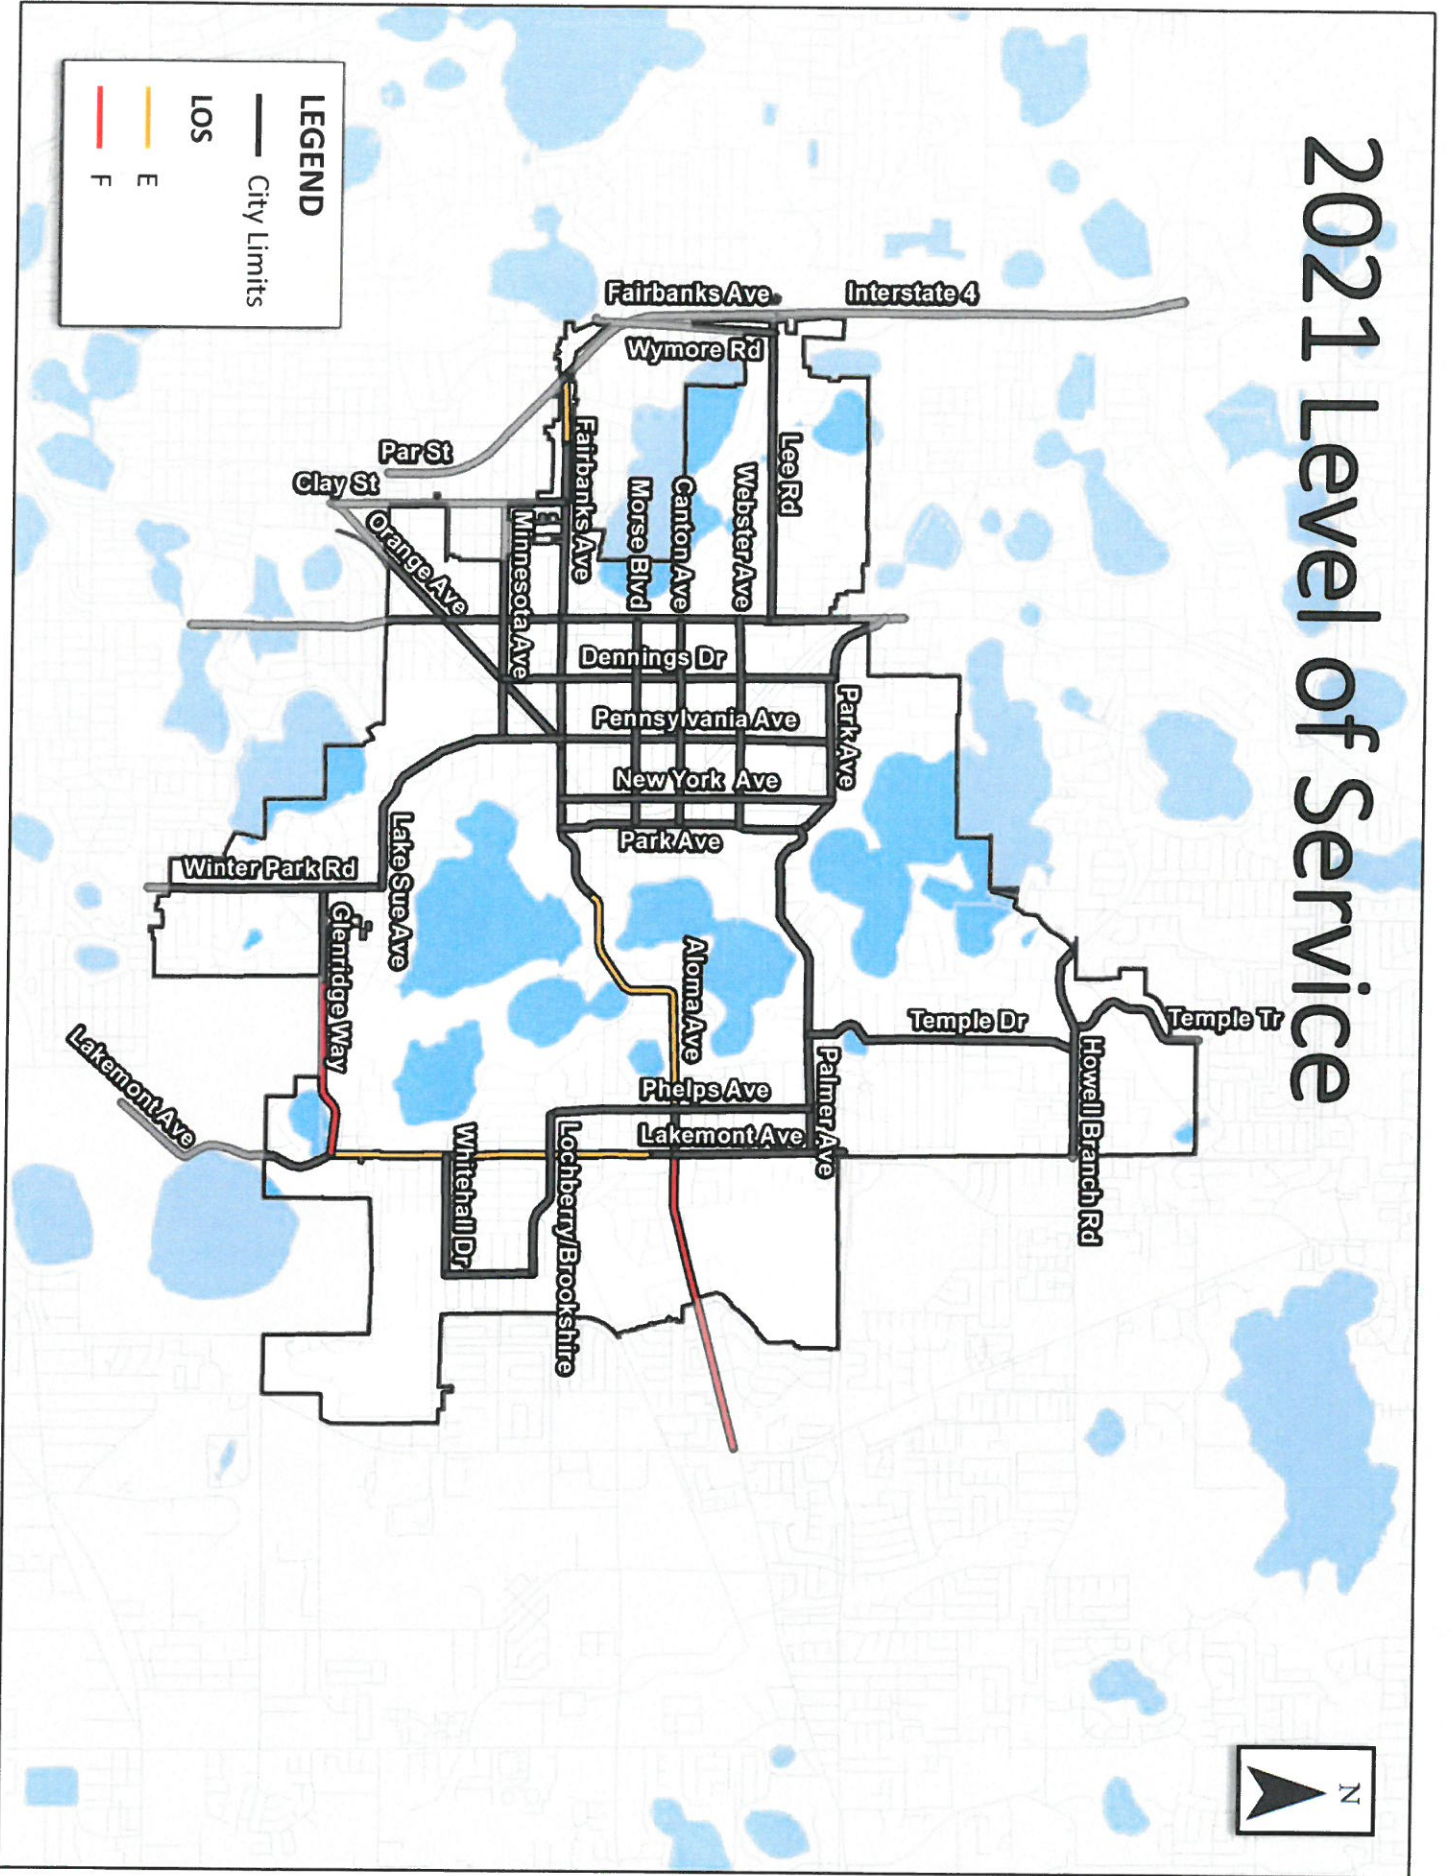 2021 Level of Service
N
Interstate 4
Fairbanks Ave
Wymore Rd
Lee Rd
Webster Ave
Canton Ave
Morse Blvd
Fairbanks Ave
Minnesota Ave
Par St
Clay St
Orange Ave
Dennings Dr
Pennsylvania Ave
New York Ave
Park Ave
Park Ave
Lake Sue Ave
Winter Park Rd
Glenridge Way
Lakemont Ave
Aloma Ave
Phelps Ave
Lakemont Ave
Palmer Ave
Temple Dr
Temple Tr
Howell Branch Rd
Whitehall Dr
Lochberry/Brookshire
LEGEND
City Limits
LOS
E
F